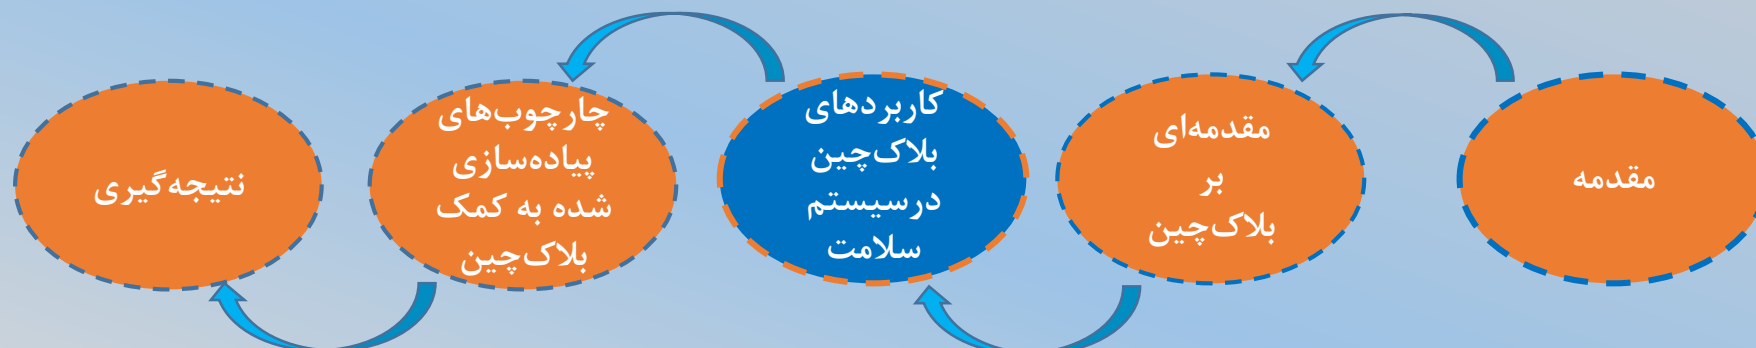 مقدمه
مقدمه‌ای
بر
بلاک‌چین
کاربردهای
بلاک‌چین
درسیستم
سلامت
چارچوب‌های
پیاده‌سازی
شده به کمک
بلاک‌چین
نتیجه‌گیری